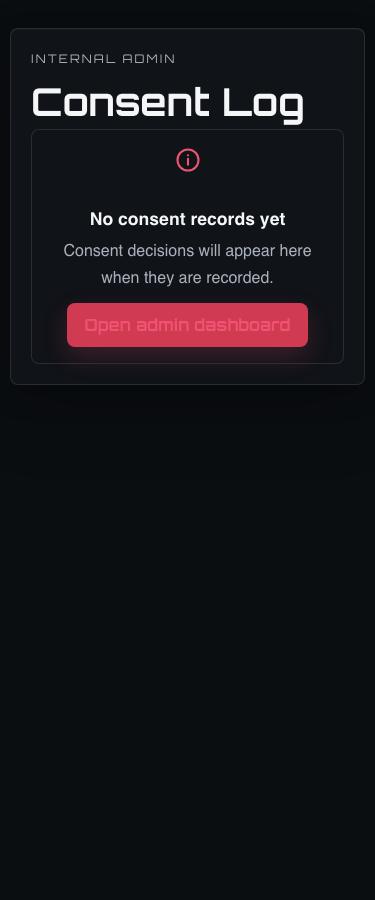 INTERNAL ADMIN
Consent Log
No consent records yet
Consent decisions will appear here
when they are recorded.
Open admin dashboard